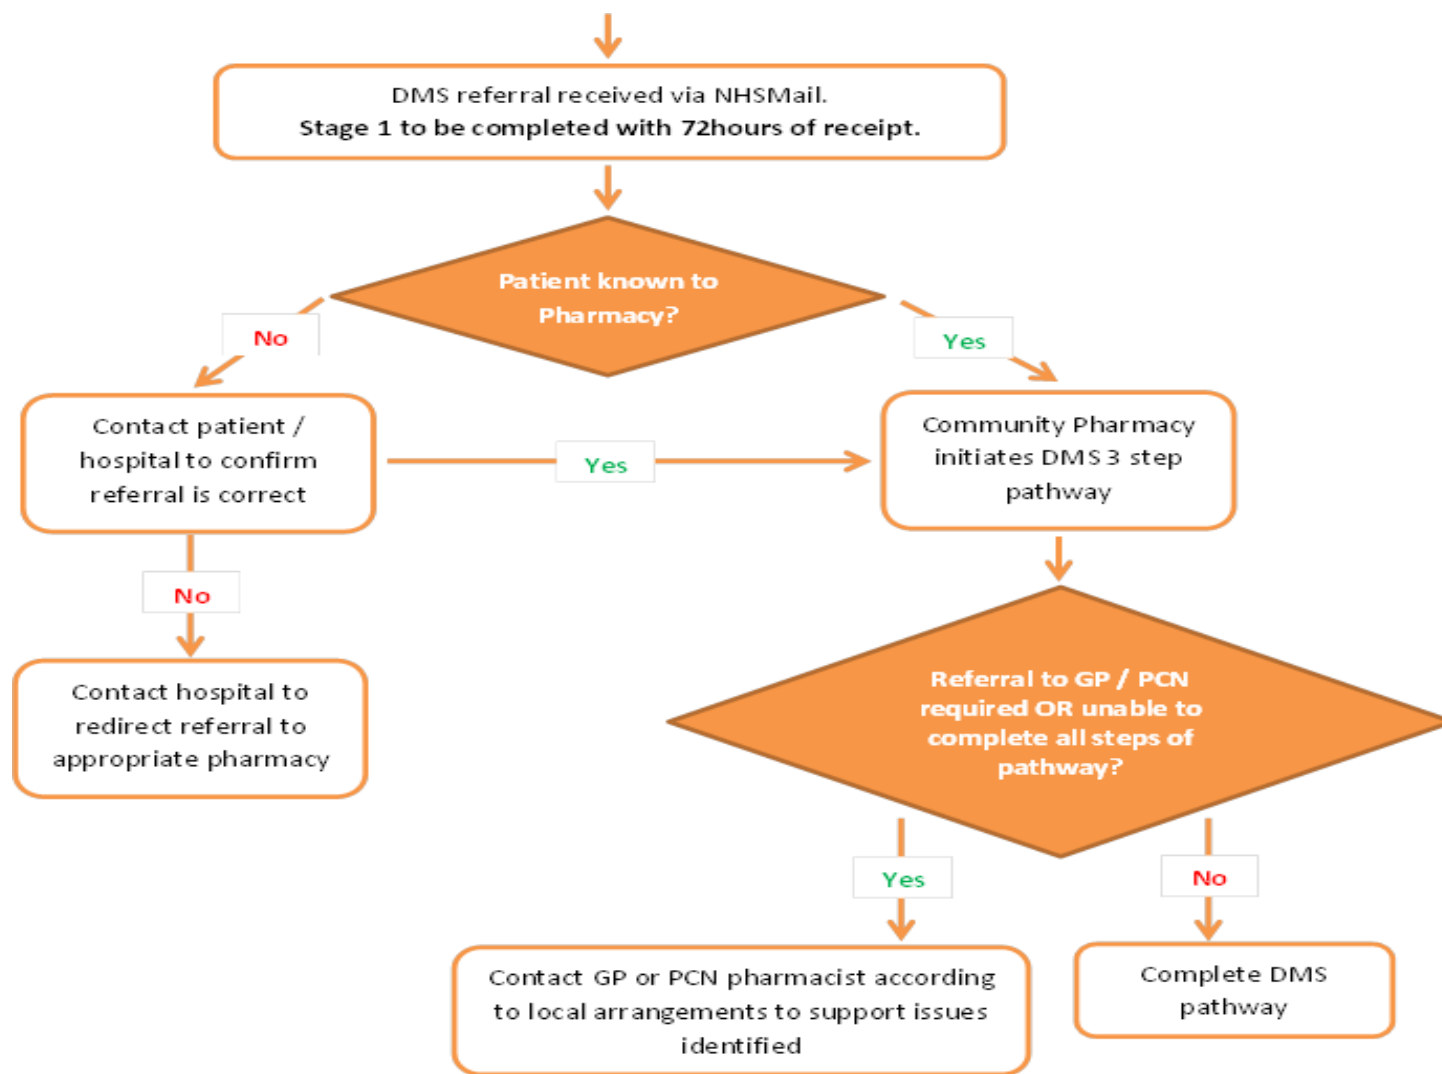 DMS referral received via NHSMail.
Stage 1 to be completed with 72hours of receipt.
Patient known to
Pharmacy?
No
Yes
Contact patient /
hospital to confirm
referral is correct
Yes
Community Pharmacy
initiates DMS 3 step
pathway
No
Contact hospital to
redirect referral to
appropriate pharmacy
Referral to GP / PCN
required OR unable to
complete all steps of
pathway?
Yes
No
Contact GP or PCN pharmacist according
to local arrangements to support issues
identified
Complete DMS
pathway